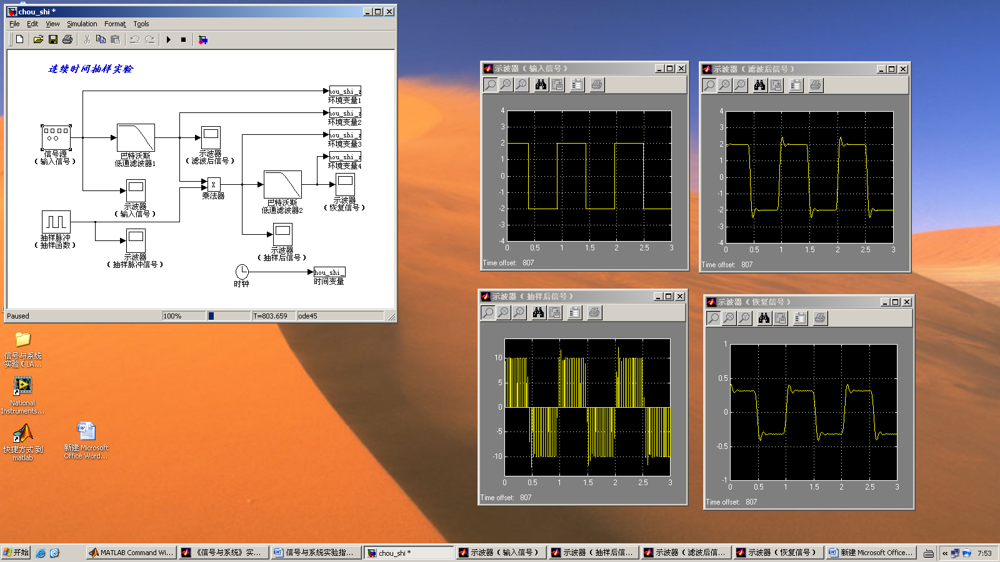 chou_shi *
File Edit View Simulation Format Tools
连续时间抽样实验
hou_shi_z
环境变量1
hou_shi_z
环境变量2
hou_shi_z
环境变量3
hou_shi_z
环境变量4
信号源
(输入信号)
巴特沃斯
低通滤波器1
示波器
(滤波后信号)
示波器
(输入信号)
X
乘法器
巴特沃斯
低通滤波器2
示波器
(恢复信号)
抽样脉冲
(抽样函数)
示波器
(抽样脉冲信号)
示波器
(抽样后信号)
时钟
hou_shi_
时间变量
Paused 100% T=803.659 ode45
示波器(输入信号)
4
3
2
1
0
-1
-2
-3
-4
0 0.5 1 1.5 2 2.5 3
Time offset: 807
示波器(滤波后信号)
4
3
2
1
0
-1
-2
-3
-4
0 0.5 1 1.5 2 2.5 3
Time offset: 807
示波器(抽样后信号)
10
5
0
-5
-10
0 0.5 1 1.5 2 2.5 3
Time offset: 807
示波器(恢复信号)
1
0.5
0
-0.5
-1
0 0.5 1 1.5 2 2.5 3
Time offset: 807
信号与系统
实验(LA...
National
Instruments...
快捷方式 到
matlab
新建 Microsoft
Office Word...
开始 MATLAB Command Wi... 《信号与系统》实... 信号与系统实验指... chou_shi * 示波器(输入信号) 示波器(抽样后信... 示波器(滤波后信... 示波器(恢复信号) 新建 Microsoft Office... « 7:53